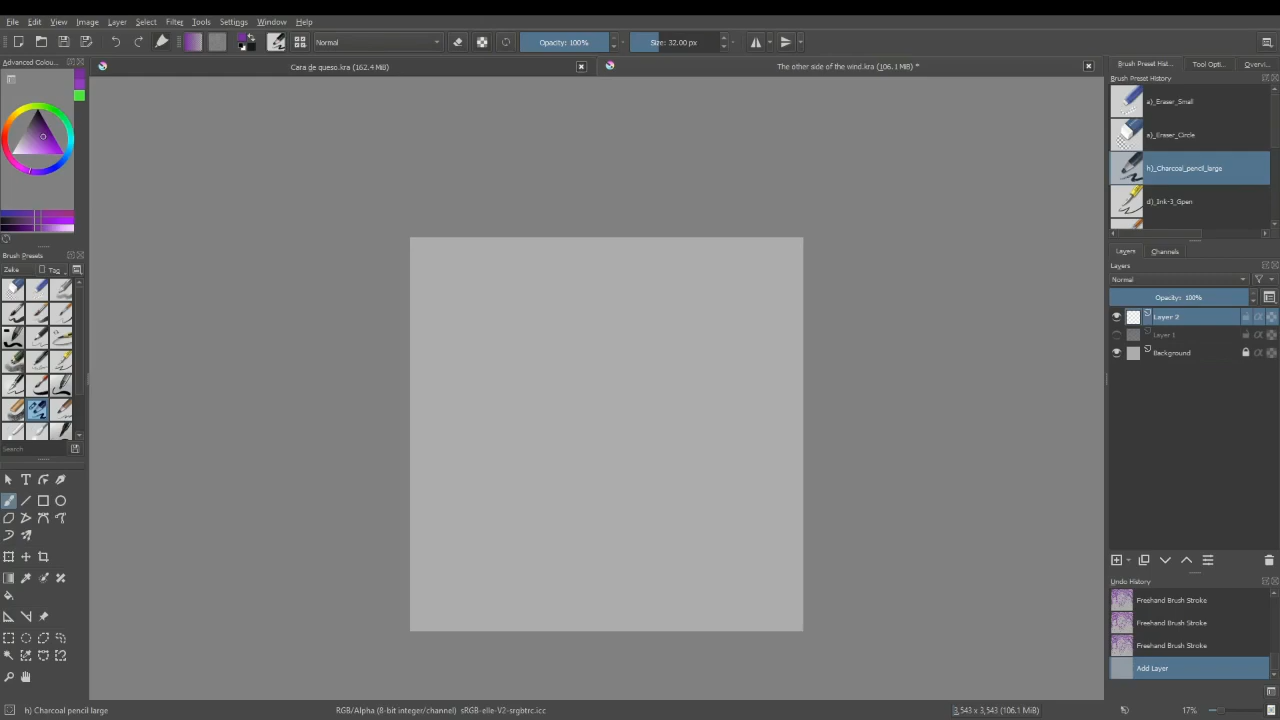 File Edit View Image Layer Select Filter Tools Settings Window Help
Normal
Opacity: 100%
Size: 32.00 px
Advanced Colou...
Cara de queso.kra (162.4 MiB)
The other side of the wind.kra (106.1 MiB) *
Brush Preset Hist...
Tool Opti...
Overvi...
Brush Preset History
a)_Eraser_Small
a)_Eraser_Circle
h)_Charcoal_pencil_large
d)_Ink-3_Gpen
Layers
Channels
Layers
Normal
Opacity: 100%
Layer 2
Layer 1
Background
Brush Presets
Zeke
Tag
Search
Undo History
Freehand Brush Stroke
Freehand Brush Stroke
Freehand Brush Stroke
Add Layer
h) Charcoal pencil large
RGB/Alpha (8-bit integer/channel) sRGB-elle-V2-srgbtrc.icc
3,543 x 3,543 (106.1 MiB)
17%